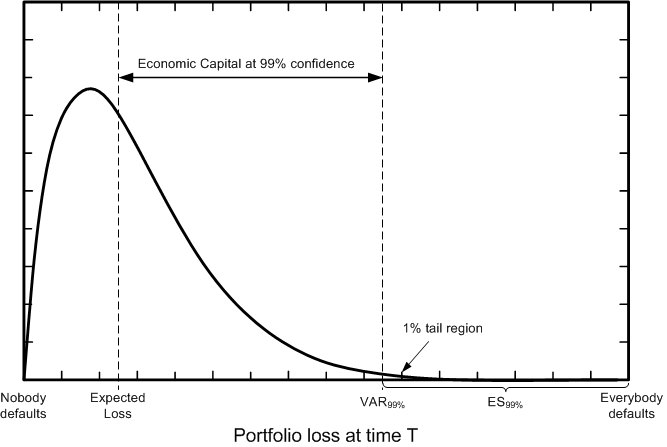 Economic Capital at 99% confidence
1% tail region
Nobody
defaults
Expected
Loss
VAR99%
ES99%
Everybody
defaults
Portfolio loss at time T